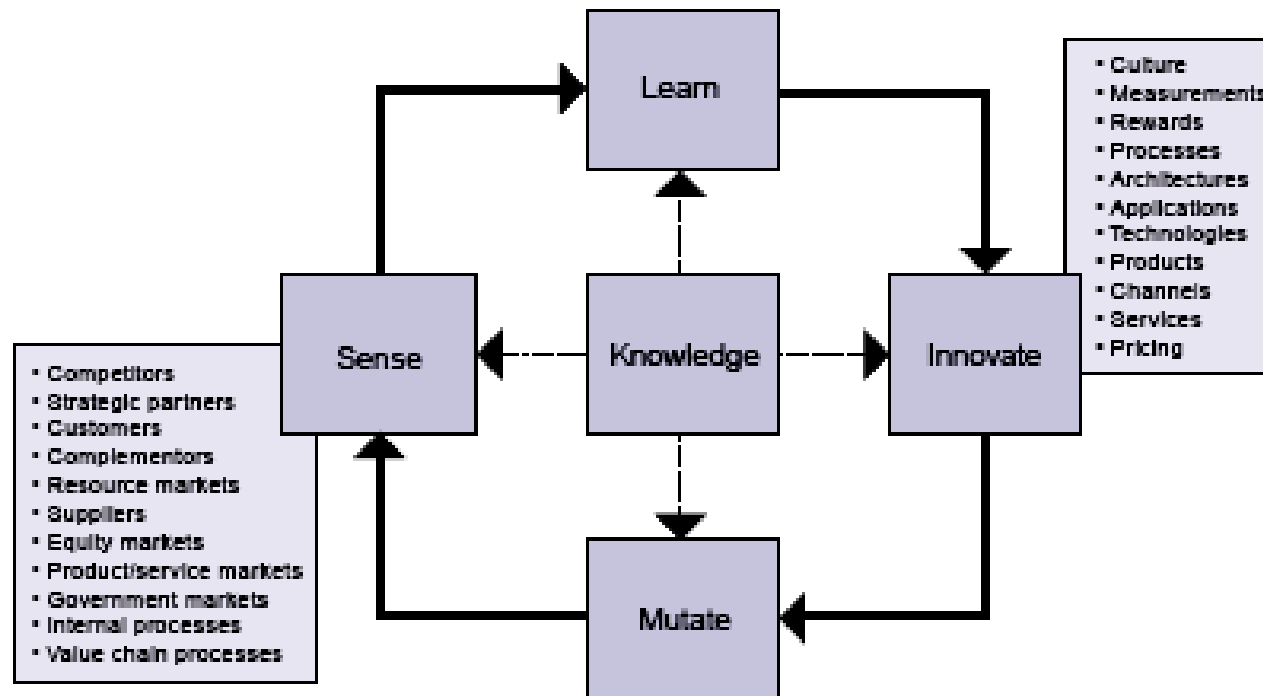 Learn
• Culture
• Measurements
• Rewards
• Processes
• Architectures
• Applications
• Technologies
• Products
• Channels
• Services
• Pricing
Sense
Knowledge
Innovate
• Competitors
• Strategic partners
• Customers
• Complementors
• Resource markets
• Suppliers
• Equity markets
• Product/service markets
• Government markets
• Internal processes
• Value chain processes
Mutate